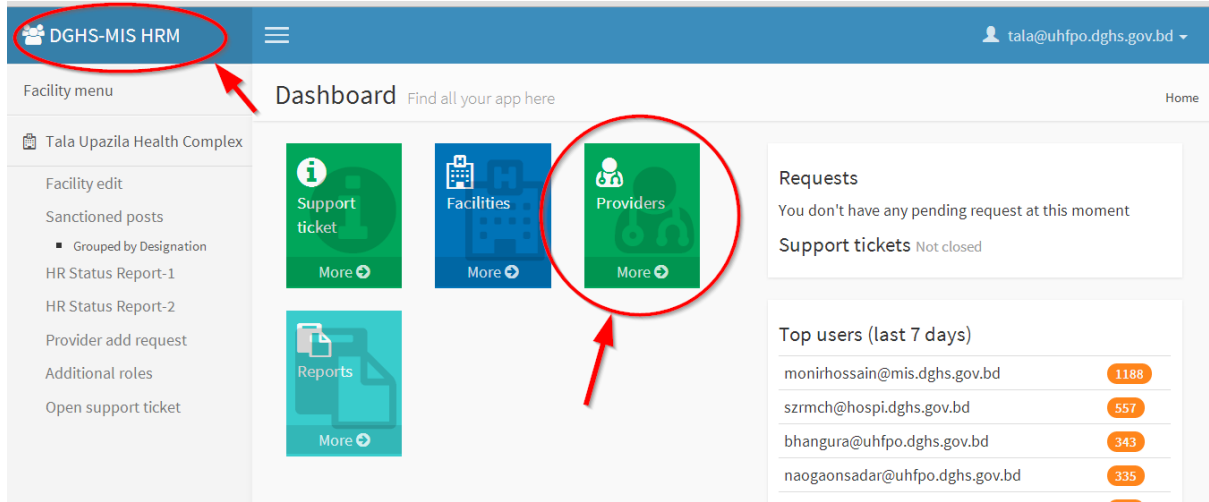 DGHS-MIS HRM
tala@uhfpo.dghs.gov.bd
Facility menu
Tala Upazila Health Complex
Facility edit
Sanctioned posts
Grouped by Designation
HR Status Report-1
HR Status Report-2
Provider add request
Additional roles
Open support ticket
Dashboard Find all your app here
Home
Support
ticket
More
Facilities
More
Providers
More
Reports
More
Requests
You don't have any pending request at this moment
Support tickets Not closed
Top users (last 7 days)
monirhossain@mis.dghs.gov.bd 1188
szrmch@hospi.dghs.gov.bd 557
bhangura@uhfpo.dghs.gov.bd 343
naogaonsadar@uhfpo.dghs.gov.bd 335